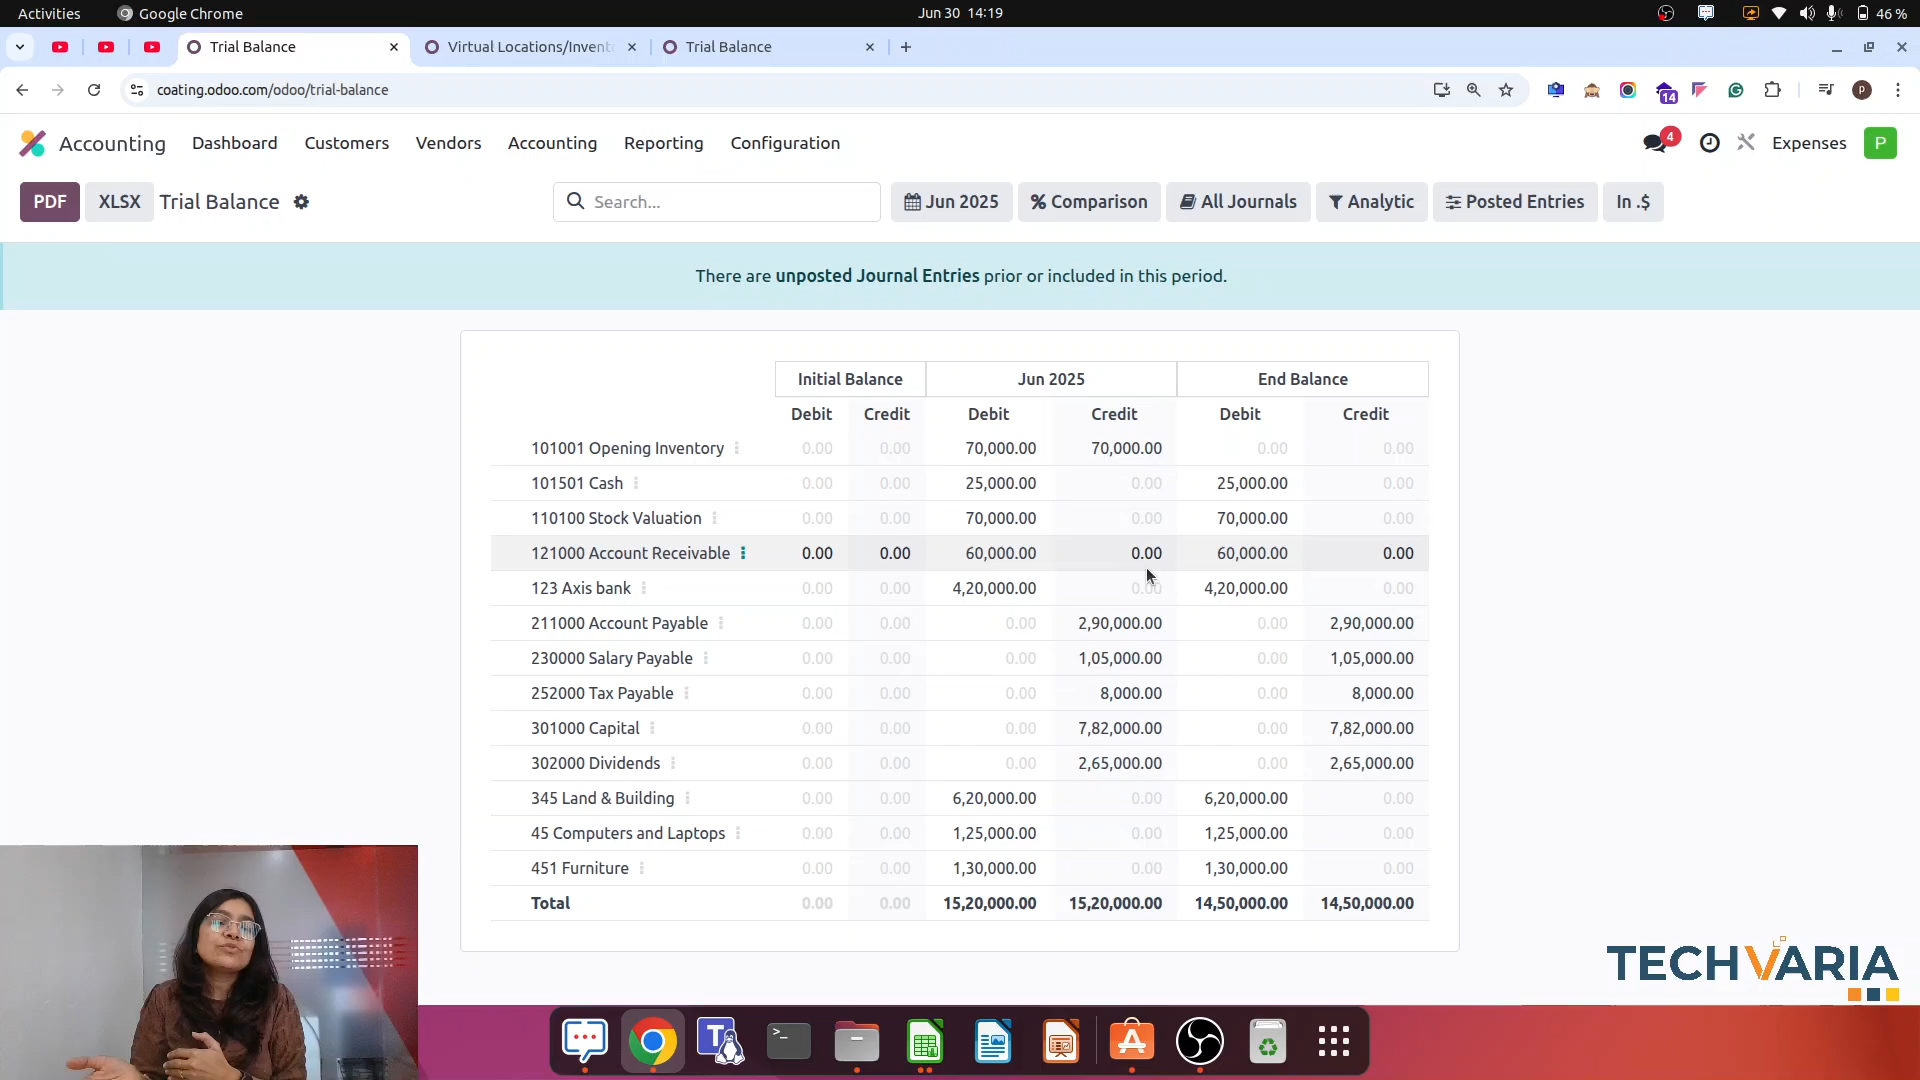 Activities Google Chrome Jun 30 14:19 46 %
Trial Balance Virtual Locations/Invent Trial Balance
coating.odoo.com/odoo/trial-balance 14 P
Accounting Dashboard Customers Vendors Accounting Reporting Configuration 4 Expenses P
PDF XLSX Trial Balance Search... Jun 2025 % Comparison All Journals Analytic Posted Entries In .$
There are unposted Journal Entries prior or included in this period.
Initial Balance Jun 2025 End Balance
Debit Credit Debit Credit Debit Credit
101001 Opening Inventory 0.00 0.00 70,000.00 70,000.00 0.00 0.00
101501 Cash 0.00 0.00 25,000.00 0.00 25,000.00 0.00
110100 Stock Valuation 0.00 0.00 70,000.00 0.00 70,000.00 0.00
121000 Account Receivable 0.00 0.00 60,000.00 0.00 60,000.00 0.00
123 Axis bank 0.00 0.00 4,20,000.00 0.00 4,20,000.00 0.00
211000 Account Payable 0.00 0.00 0.00 2,90,000.00 0.00 2,90,000.00
230000 Salary Payable 0.00 0.00 0.00 1,05,000.00 0.00 1,05,000.00
252000 Tax Payable 0.00 0.00 0.00 8,000.00 0.00 8,000.00
301000 Capital 0.00 0.00 0.00 7,82,000.00 0.00 7,82,000.00
302000 Dividends 0.00 0.00 0.00 2,65,000.00 0.00 2,65,000.00
345 Land & Building 0.00 0.00 6,20,000.00 0.00 6,20,000.00 0.00
45 Computers and Laptops 0.00 0.00 1,25,000.00 0.00 1,25,000.00 0.00
451 Furniture 0.00 0.00 1,30,000.00 0.00 1,30,000.00 0.00
Total 0.00 0.00 15,20,000.00 15,20,000.00 14,50,000.00 14,50,000.00
TECHVARIA